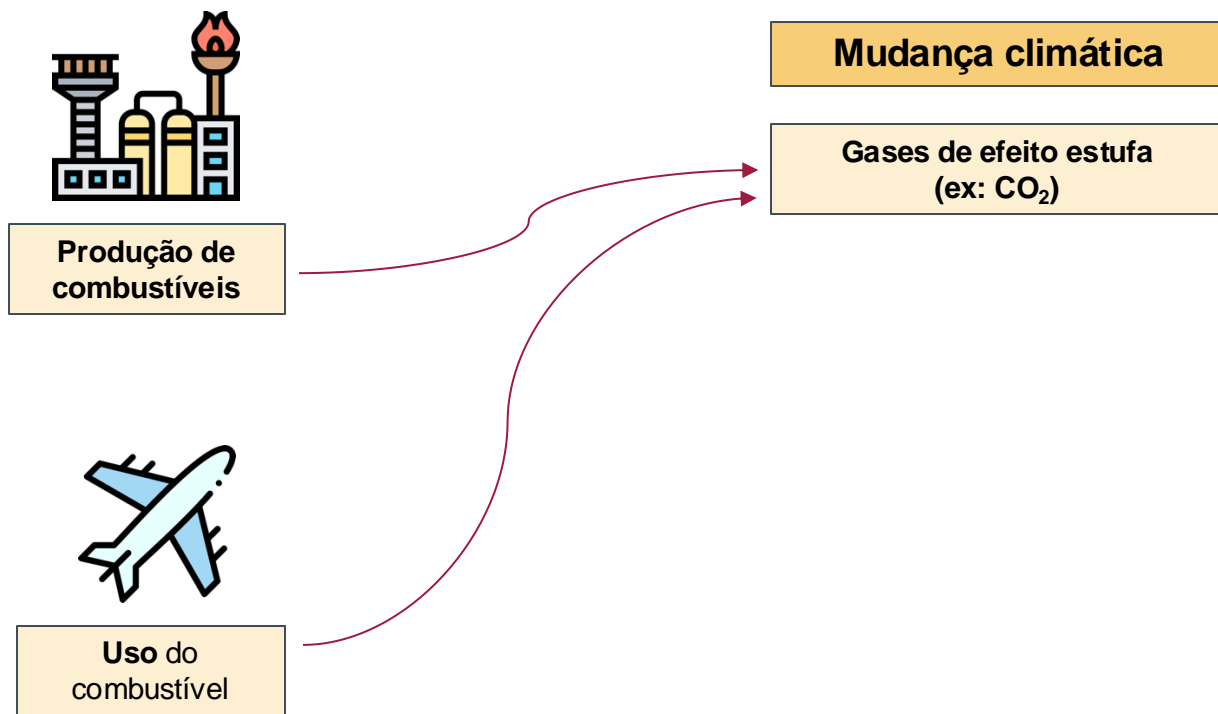 Mudança climática
Gases de efeito estufa
(ex: CO₂)
Produção de
combustíveis
Uso do
combustível